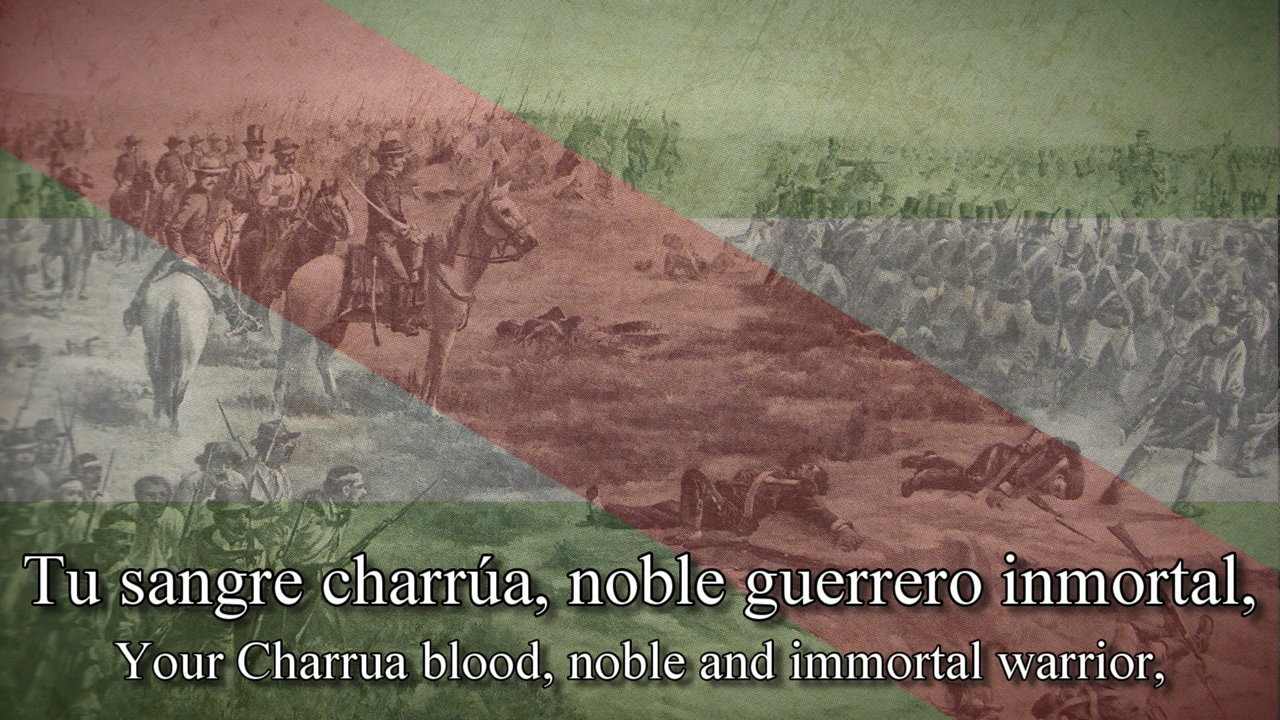 Tu sangre charrúa, noble guerrero inmortal,
Your Charrua blood, noble and immortal warrior,